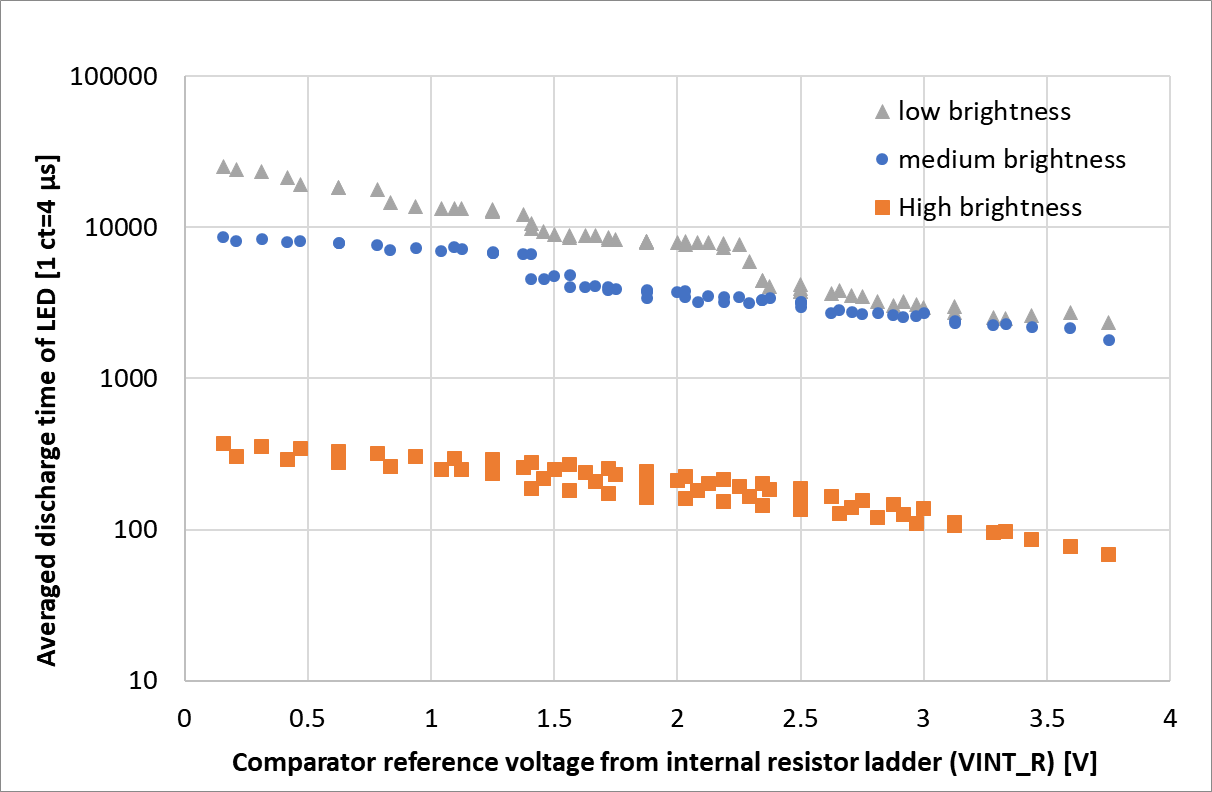 100000
10000
1000
100
10
Averaged discharge time of LED [1 ct=4 µs]
low brightness
medium brightness
High brightness
0 0.5 1 1.5 2 2.5 3 3.5 4
Comparator reference voltage from internal resistor ladder (VINT_R) [V]